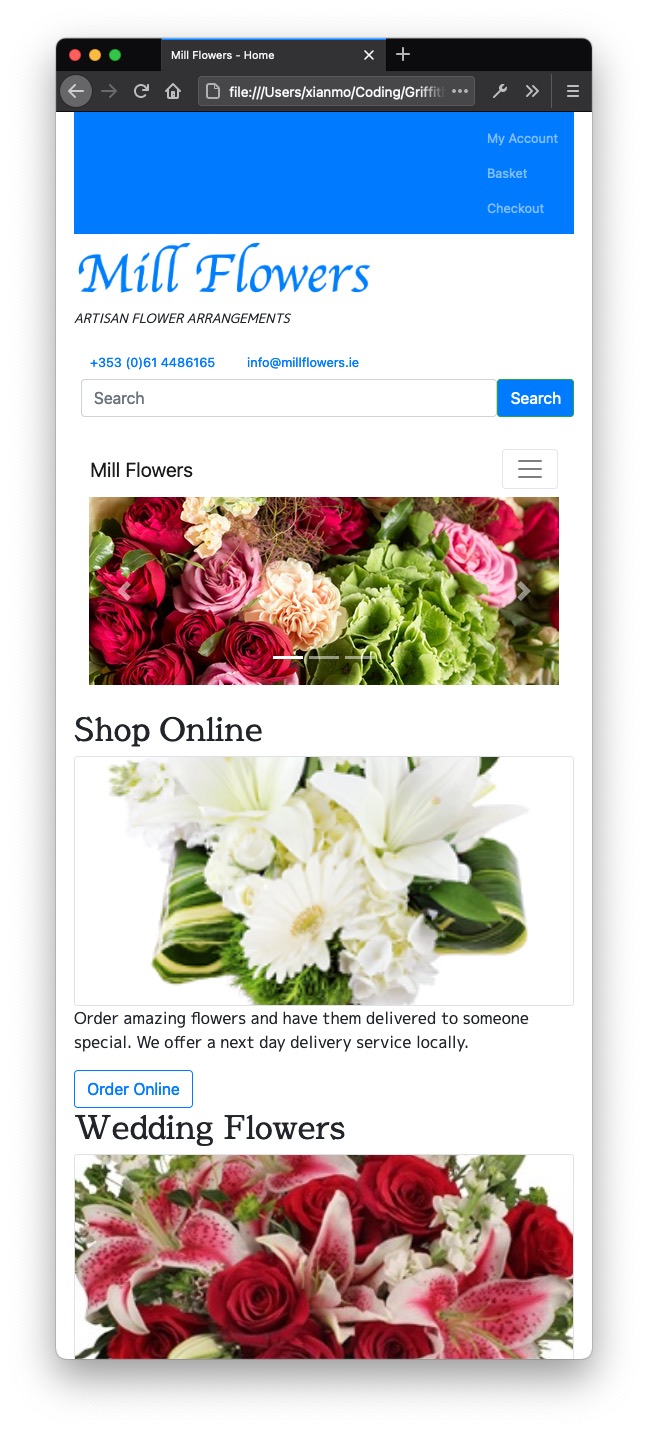 Mill Flowers - Home
file:///Users/xianmo/Coding/Griffit
My Account
Basket
Checkout
Mill Flowers
ARTISAN FLOWER ARRANGEMENTS
+353 (0)61 4486165 info@millflowers.ie
Search Search
Mill Flowers
Shop Online
Order amazing flowers and have them delivered to someone
special. We offer a next day delivery service locally.
Order Online
Wedding Flowers